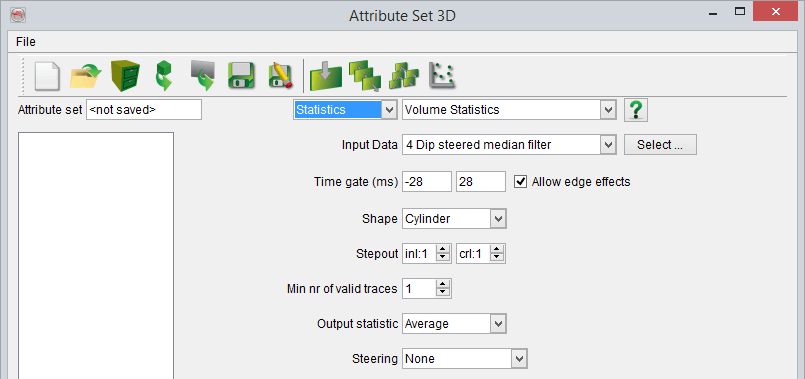 Attribute Set 3D
File
Attribute set <not saved> Statistics Volume Statistics ?
Input Data 4 Dip steered median filter Select ...
Time gate (ms) -28 28 Allow edge effects
Shape Cylinder
Stepout inl:1 crl:1
Min nr of valid traces 1
Output statistic Average
Steering None